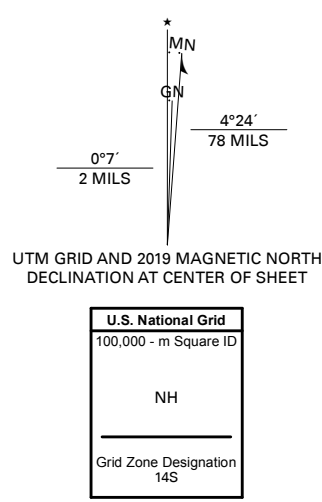 ★
MN
GN
4°24´
78 MILS
0°7´
2 MILS
UTM GRID AND 2019 MAGNETIC NORTH
DECLINATION AT CENTER OF SHEET
U.S. National Grid
100,000 - m Square ID
NH
Grid Zone Designation
14S